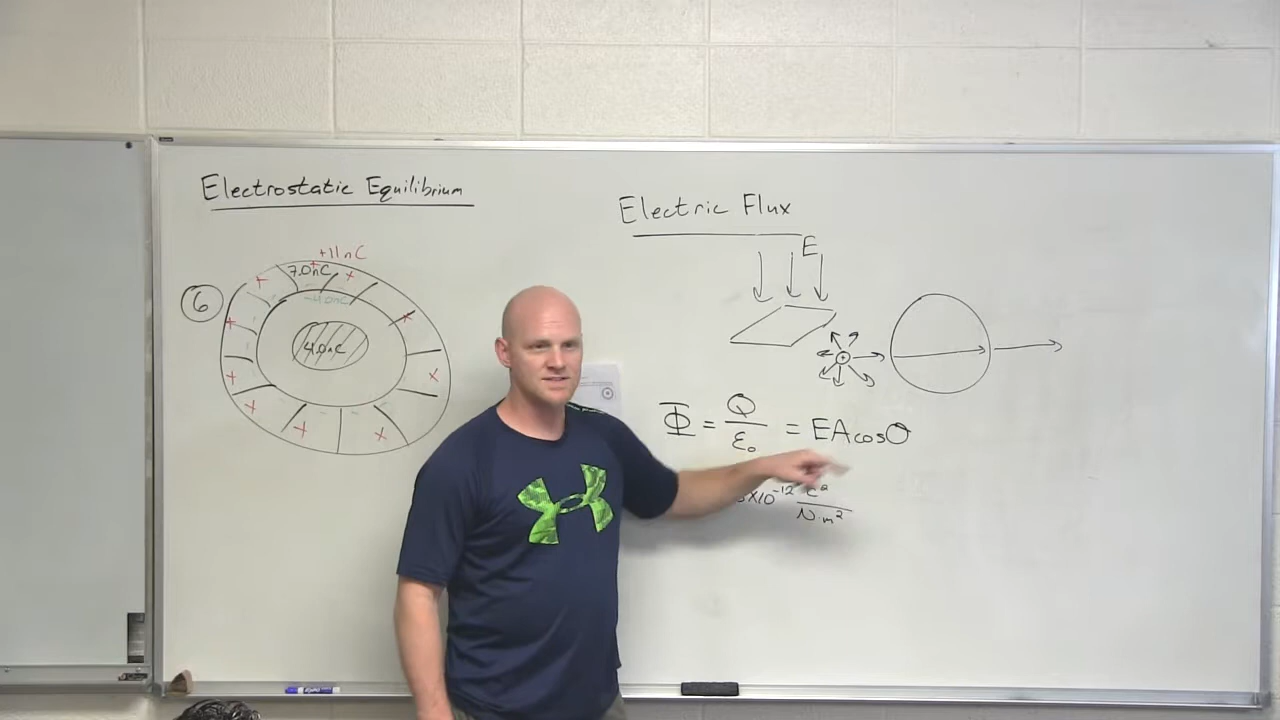 Electrostatic Equilibrium
+11nC
7.0nC
-4.0nC
6
4.0nC
Electric Flux
E
Φ = Q/ε₀ = EAcosθ
×10⁻¹² C²/N·m²